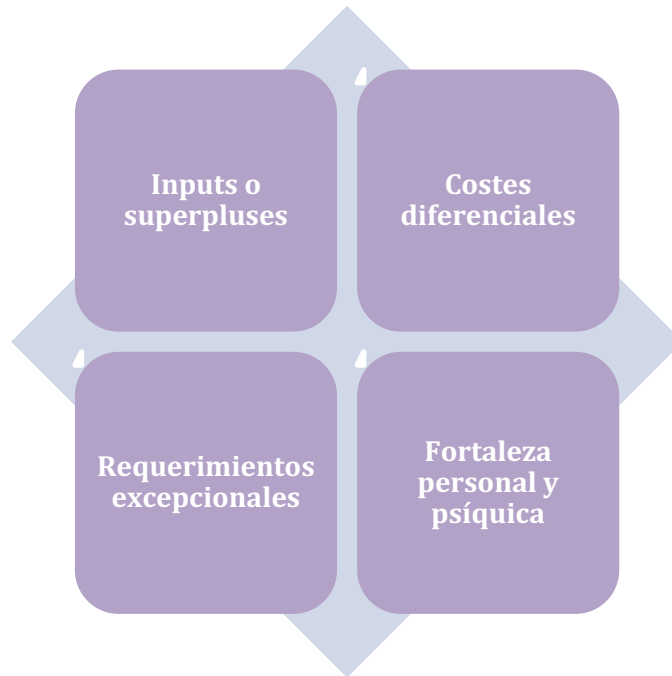 Inputs o
superpluses
Costes
diferenciales
Requerimientos
excepcionales
Fortaleza
personal y
psíquica